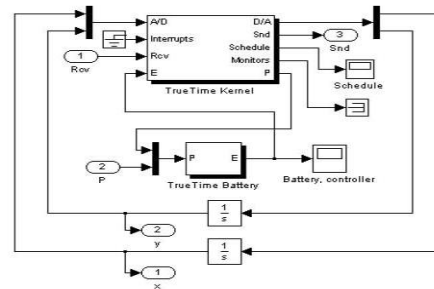 A/D
Interrupts
Rcv
E
D/A
Snd
Schedule
Monitors
P
TrueTime Kernel
1
Rcv
3
Snd
Schedule
2
P
P
E
TrueTime Battery
Battery, controller
1
s
2
y
1
s
1
x